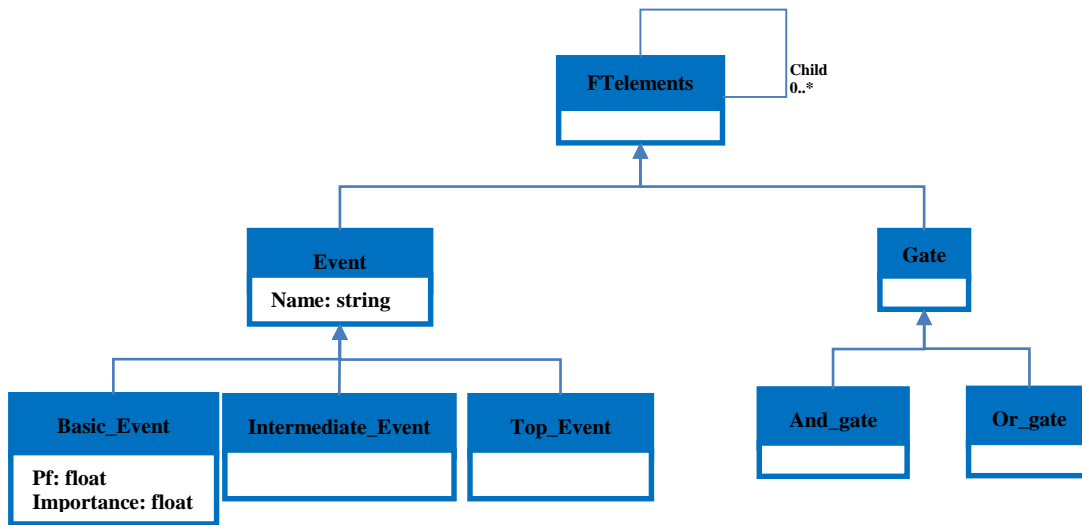 FTelements
Child
0..*
Event
Name: string
Gate
Basic_Event
Pf: float
Importance: float
Intermediate_Event
Top_Event
And_gate
Or_gate